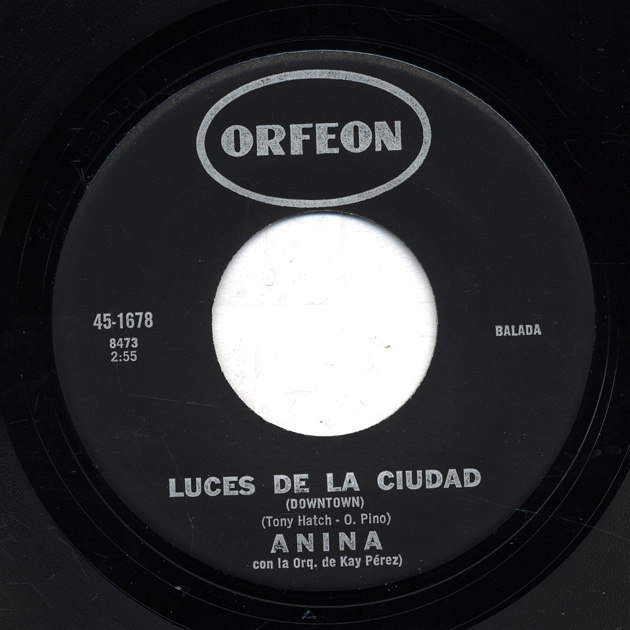 ORFEON
45-1678
8473
2:55
BALADA
LUCES DE LA CIUDAD
(DOWNTOWN)
(Tony Hatch - O. Pino)
ANINA
con la Orq. de Kay Pérez)